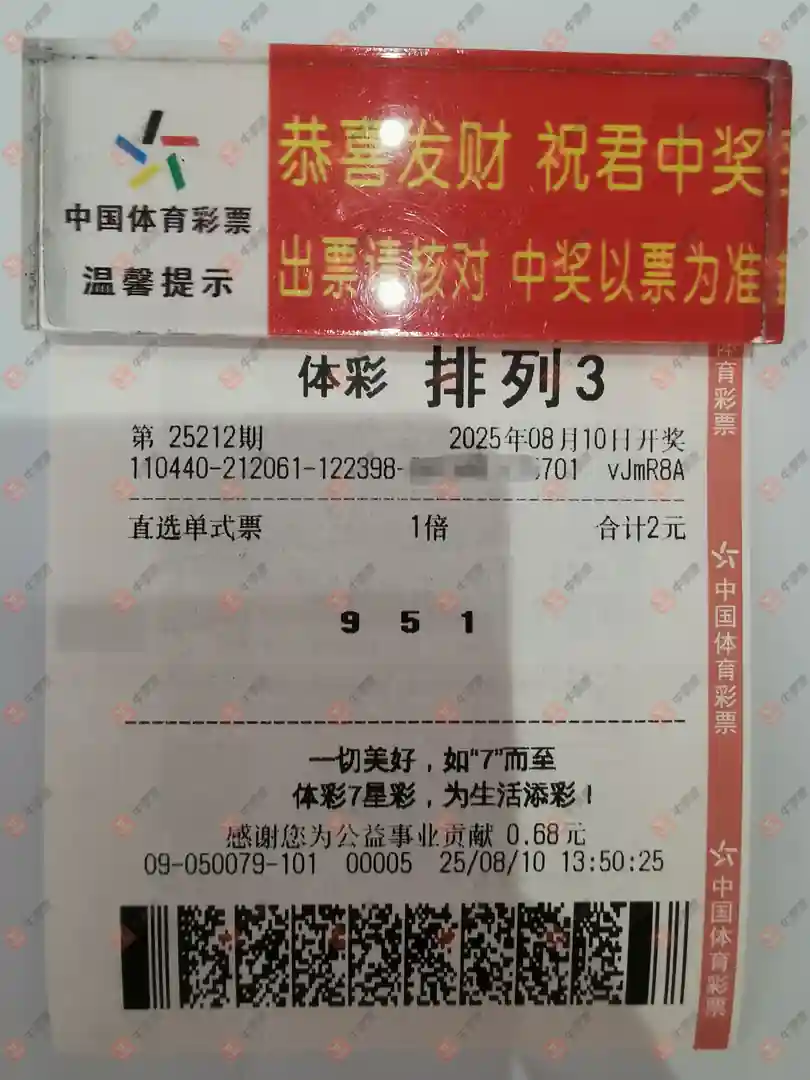 中国体育彩票
温馨提示
恭喜发财 祝君中奖
出票请核对 中奖以票为准
体彩 排列3
第 25212期 2025年08月10日开奖
110440-212061-122398- 701 vJmR8A
直选单式票 1倍 合计2元
9 5 1
一切美好，如“7”而至
体彩7星彩，为生活添彩！
感谢您为公益事业贡献 0.68元
09-050079-101 00005 25/08/10 13:50:25
体育彩票
中国体育彩票
中国体育彩票